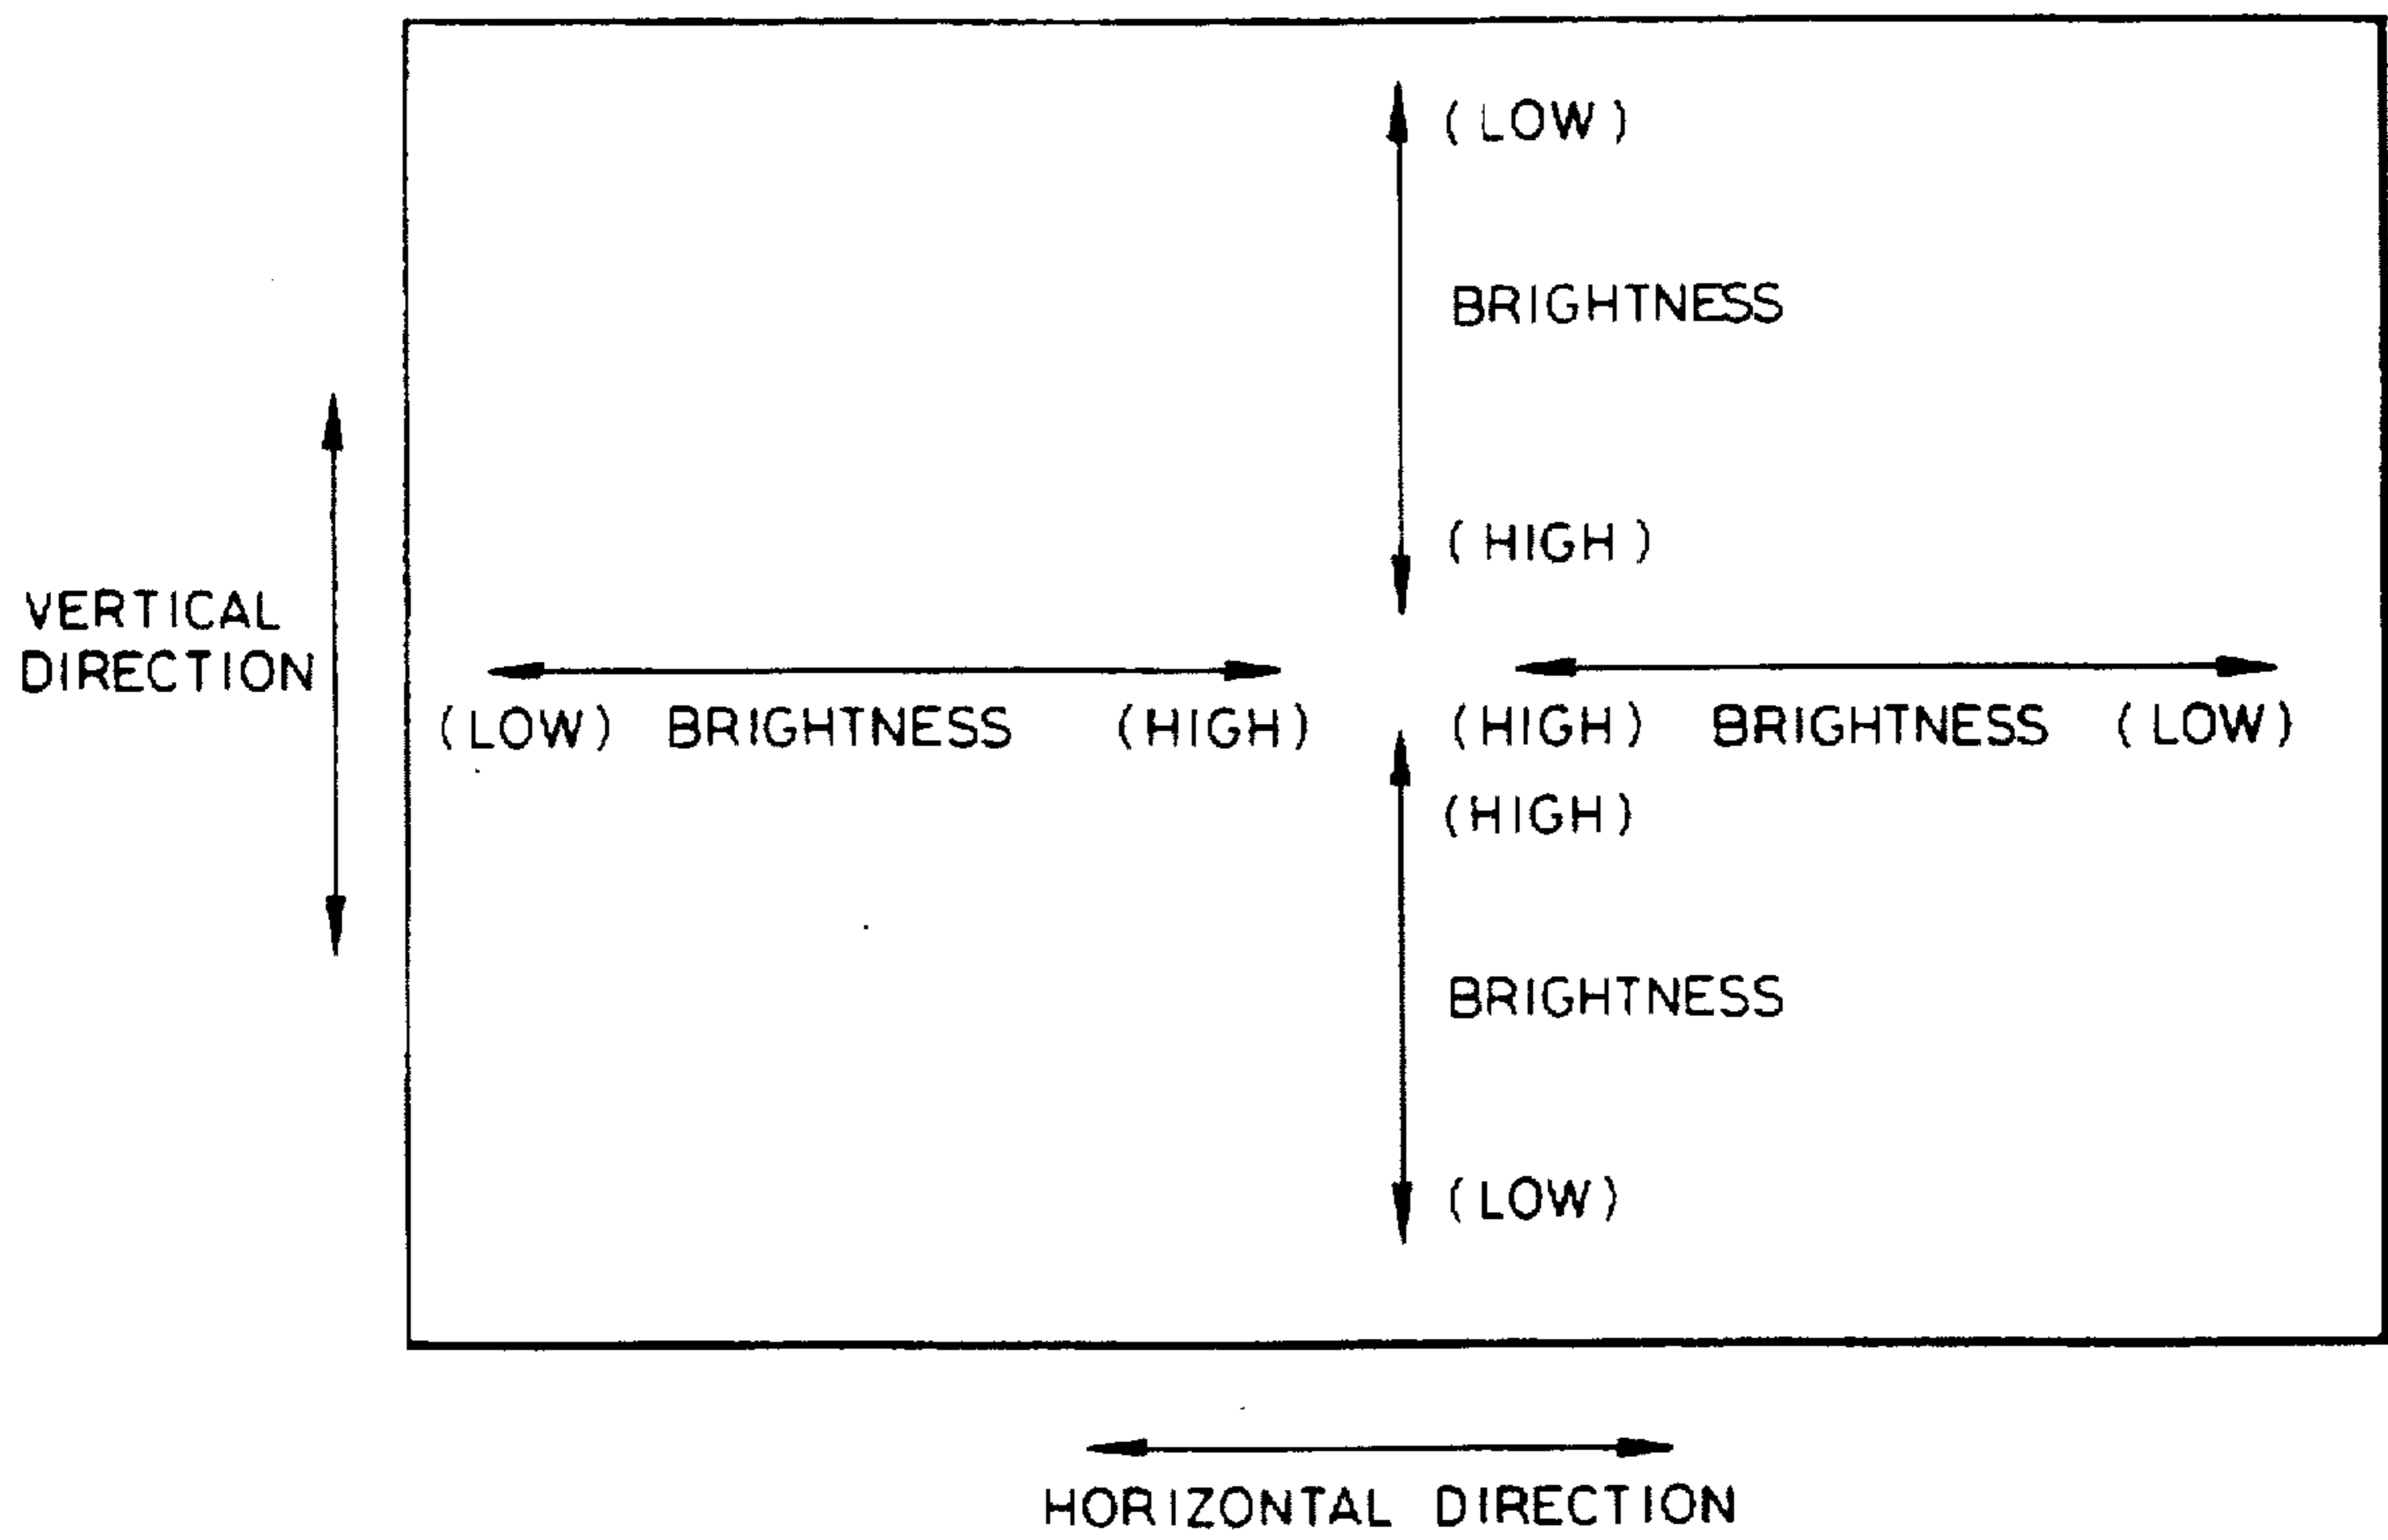 (LOW)
BRIGHTNESS
(HIGH)
VERTICAL
DIRECTION
(LOW) BRIGHTNESS (HIGH) (HIGH) BRIGHTNESS (LOW)
(HIGH)
BRIGHTNESS
(LOW)
HORIZONTAL DIRECTION